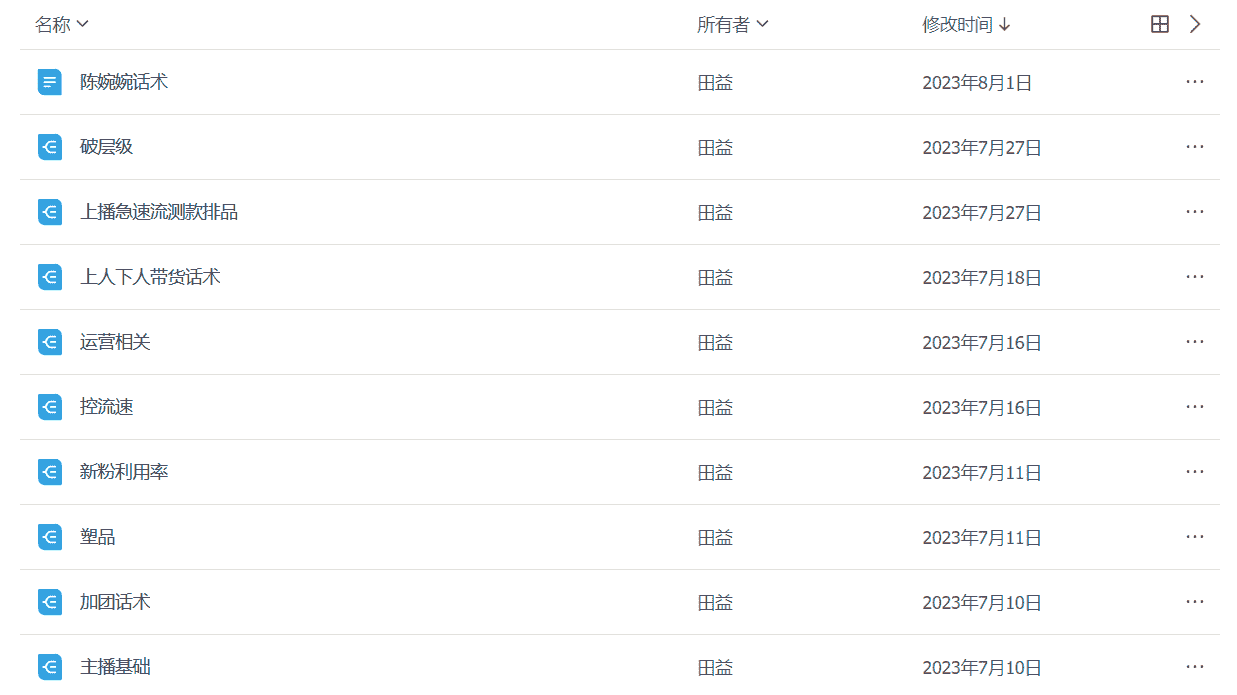 名称 所有者 修改时间
陈婉婉话术 田益 2023年8月1日
破层级 田益 2023年7月27日
上播急速流测款排品 田益 2023年7月27日
上人下人带货话术 田益 2023年7月18日
运营相关 田益 2023年7月16日
控流速 田益 2023年7月16日
新粉利用率 田益 2023年7月11日
塑品 田益 2023年7月11日
加团话术 田益 2023年7月10日
主播基础 田益 2023年7月10日